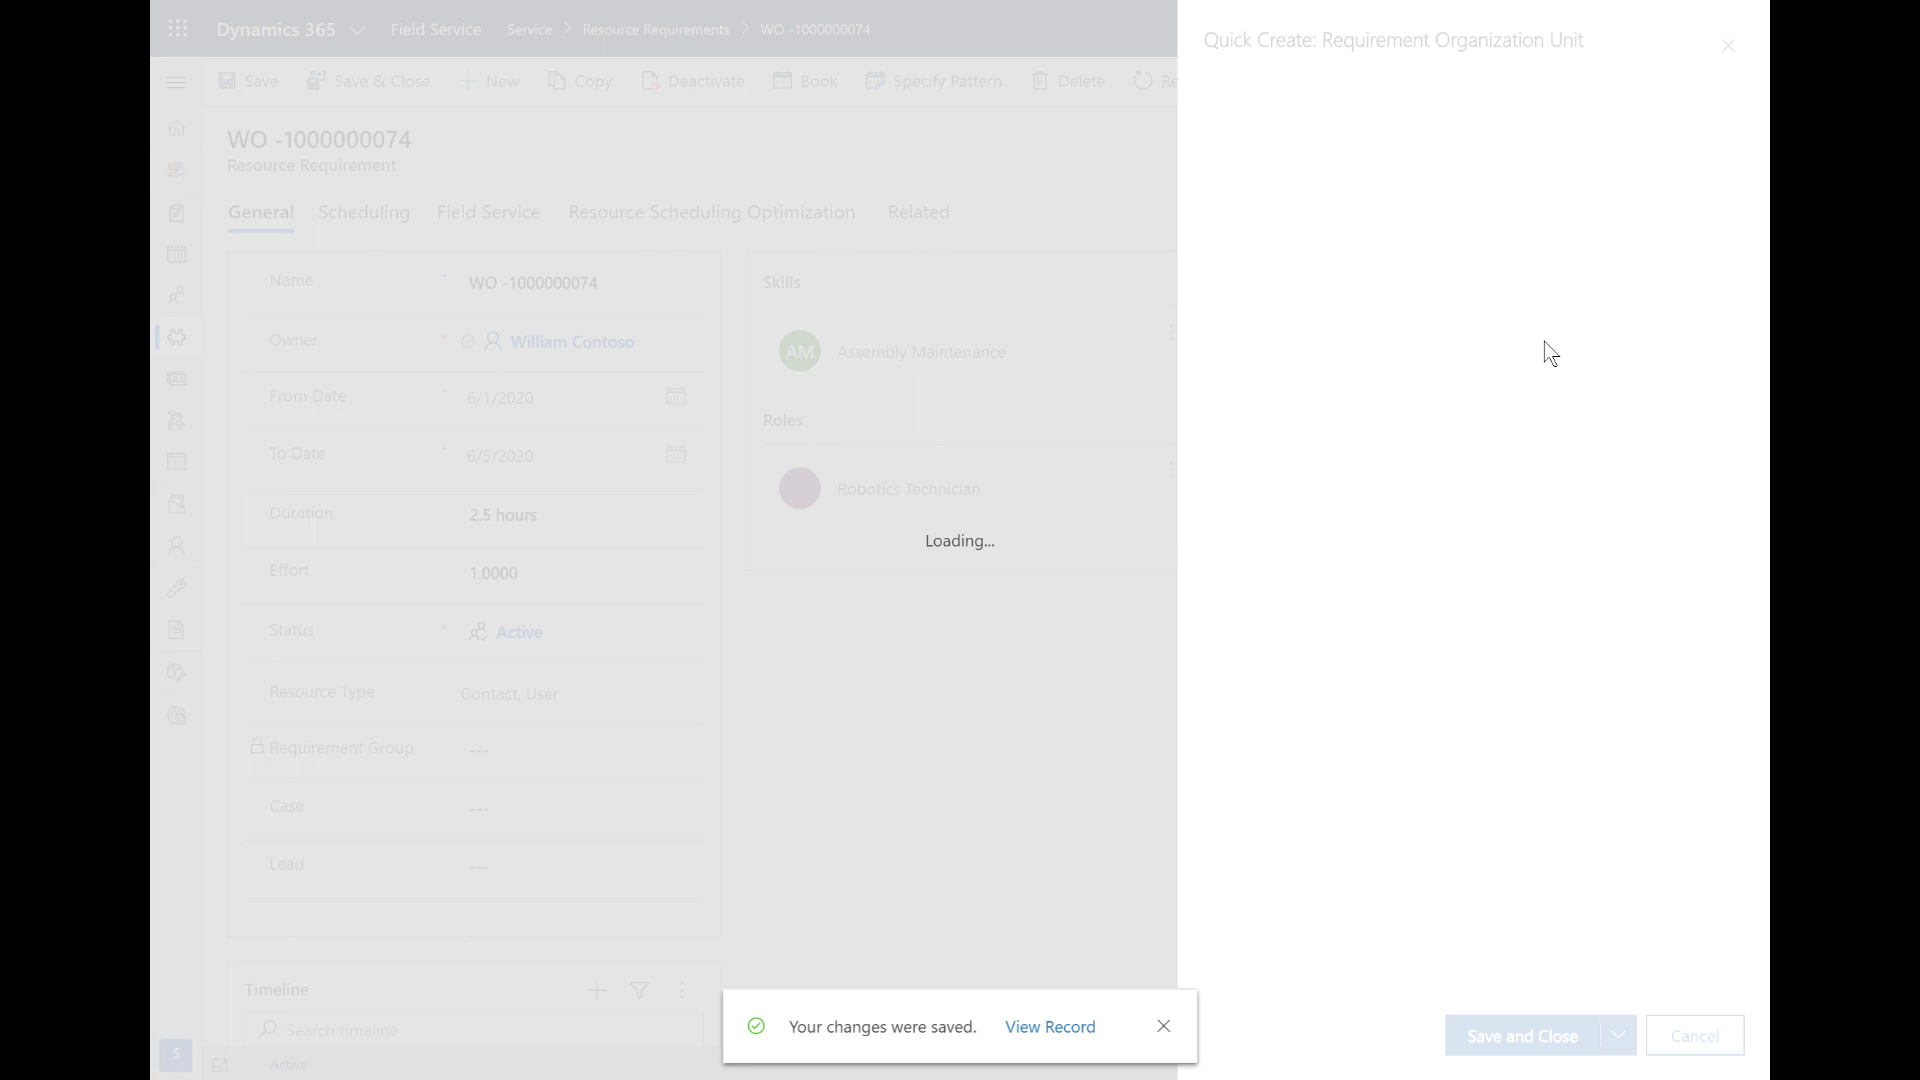 Dynamics 365 Field Service Service Resource Requirements WO -1000000074
Save Save & Close New Copy Deactivate Book Specify Pattern Delete Re
WO -1000000074
Resource Requirement
General Scheduling Field Service Resource Scheduling Optimization Related
Name * WO -1000000074
Owner * William Contoso
From Date * 6/1/2020
To Date * 6/5/2020
Duration 2.5 hours
Effort 1.0000
Status * Active
Resource Type Contact, User
Requirement Group ---
Case ---
Lead ---
Timeline
Search timeline
S Active
Skills
AM Assembly Maintenance
Roles
Robotics Technician
Loading...
Your changes were saved. View Record
Quick Create: Requirement Organization Unit
Save and Close Cancel